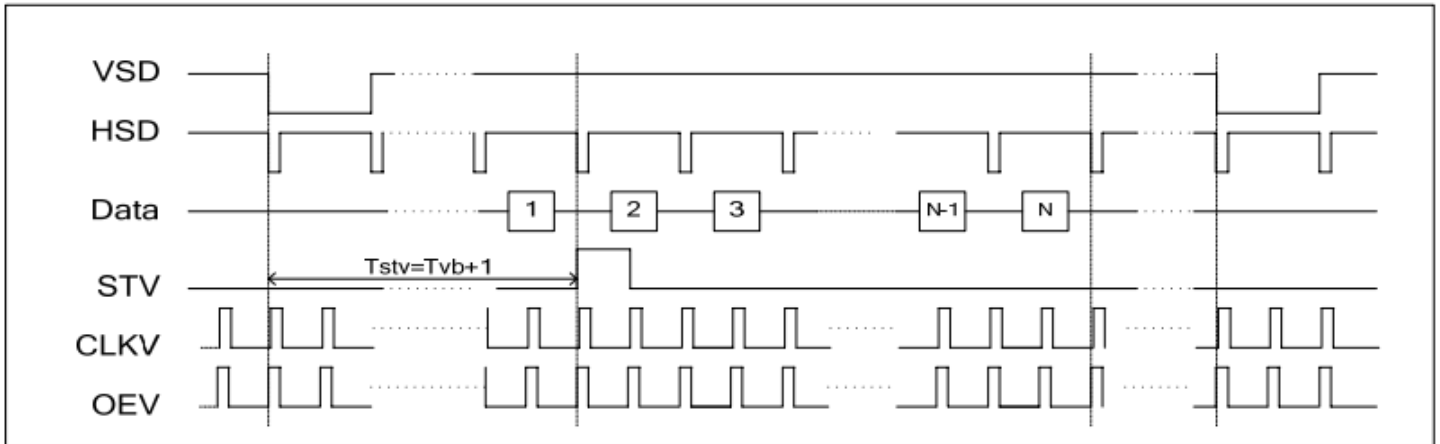 VSD
HSD
Data 1 2 3 N-1 N
Tstv=Tvb+1
STV
CLKV
OEV